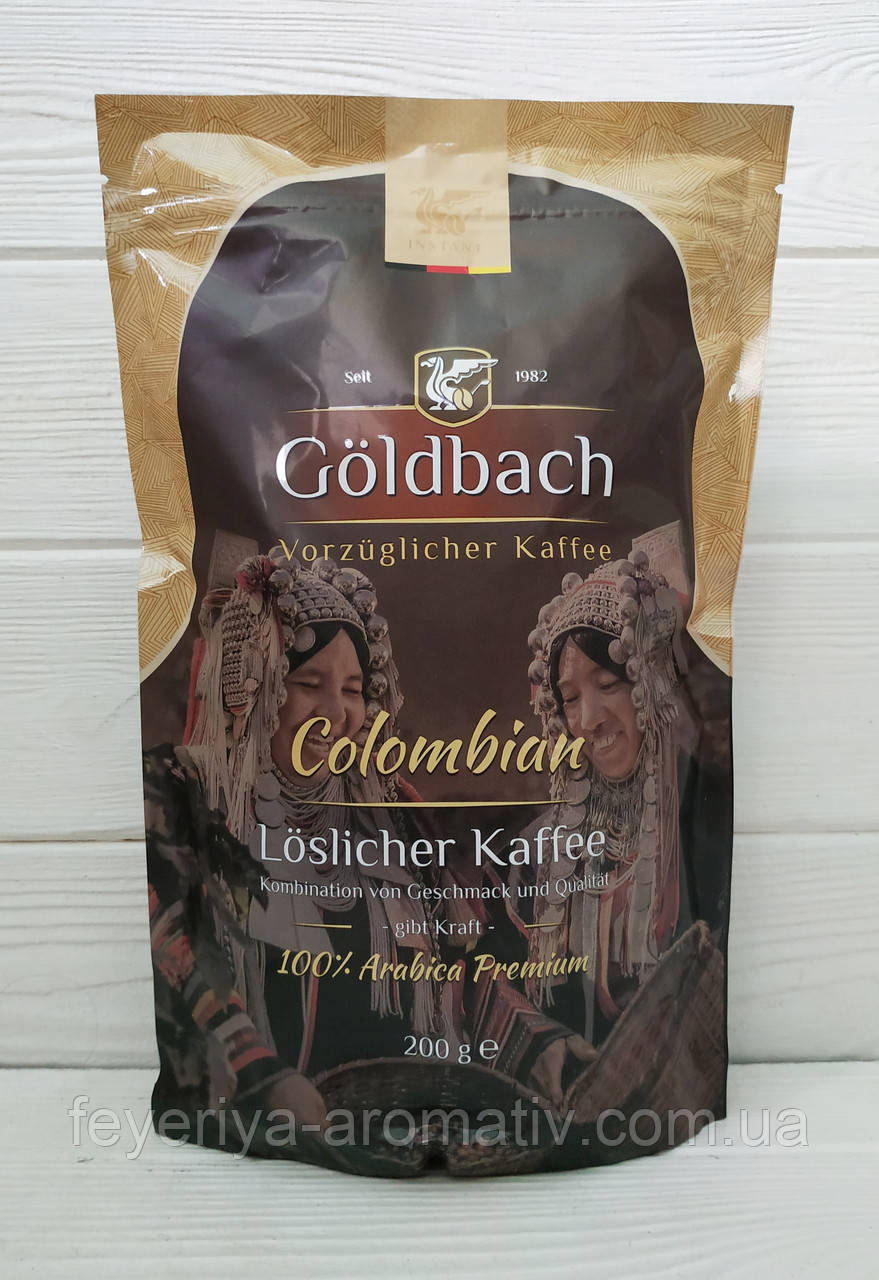 INSTANT
Seit 1982
Göldbach
Vorzüglicher Kaffee
Colombian
Löslicher Kaffee
Kombination von Geschmack und Qualität
- gibt Kraft -
100% Arabica Premium
200 g ℮
feyeriya-aromativ.com.ua